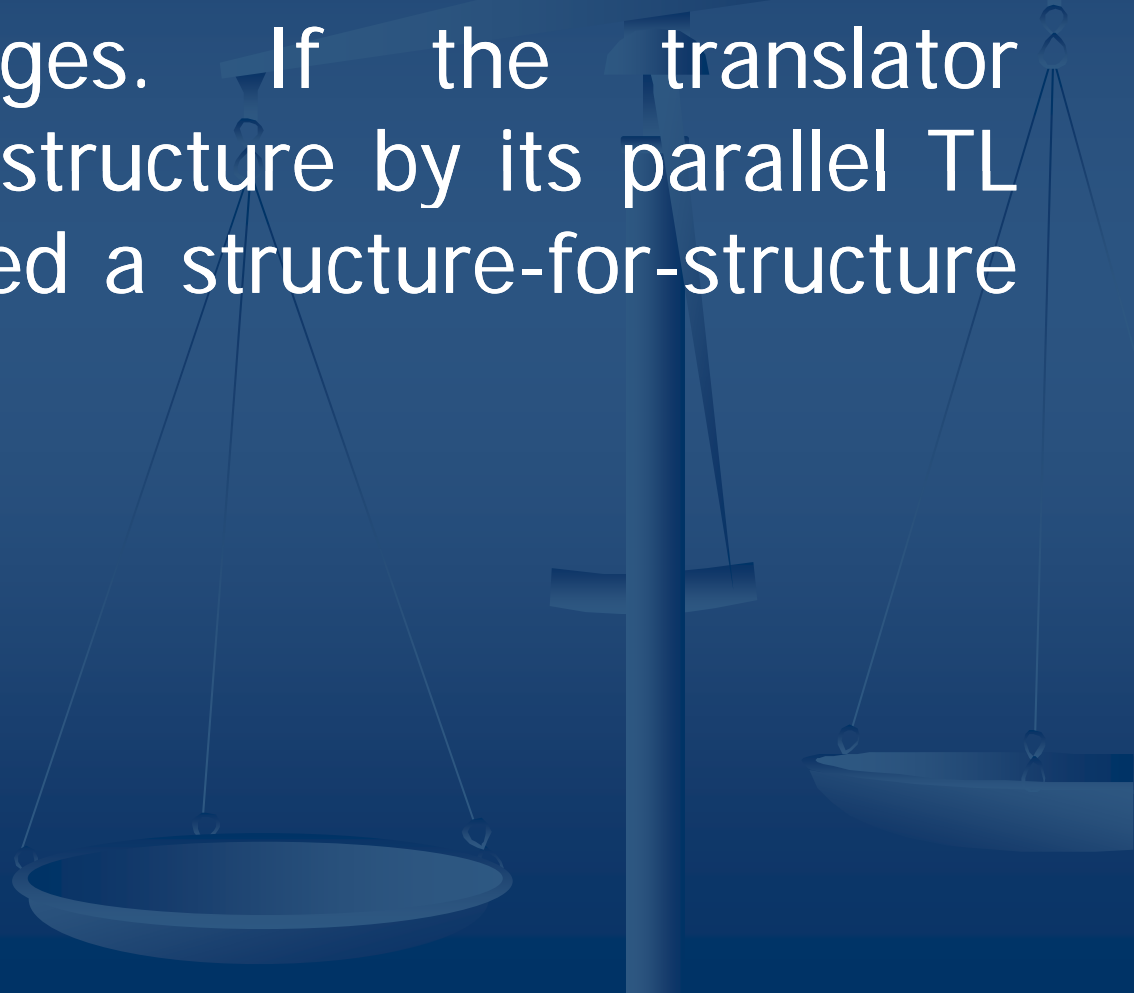 ges. If the translator
structure by its parallel TL
ed a structure-for-structure